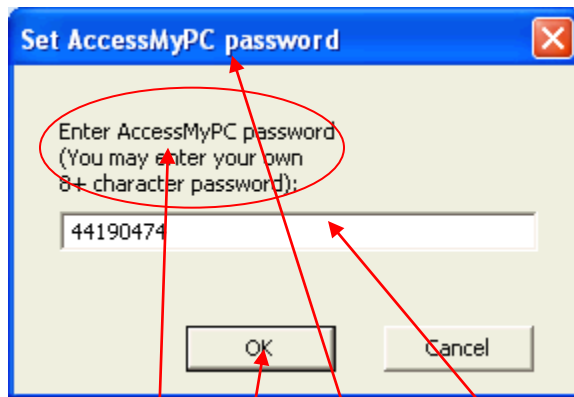 Set AccessMyPC password
Enter AccessMyPC password
(You may enter your own
8+ character password):
44190474
OK
Cancel